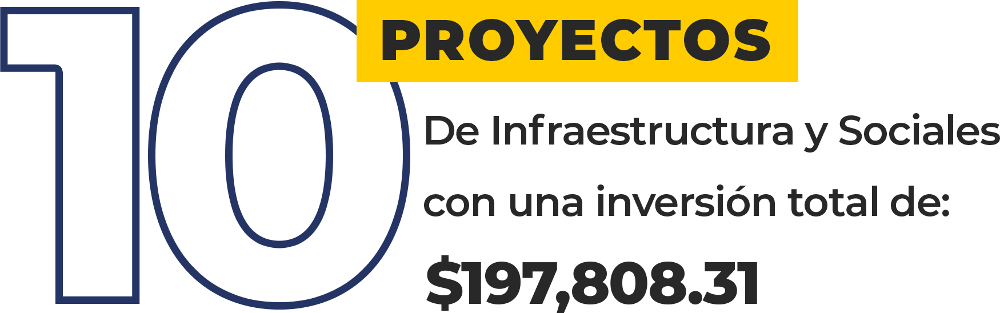 10
PROYECTOS
De Infraestructura y Sociales
con una inversión total de:
$197,808.31